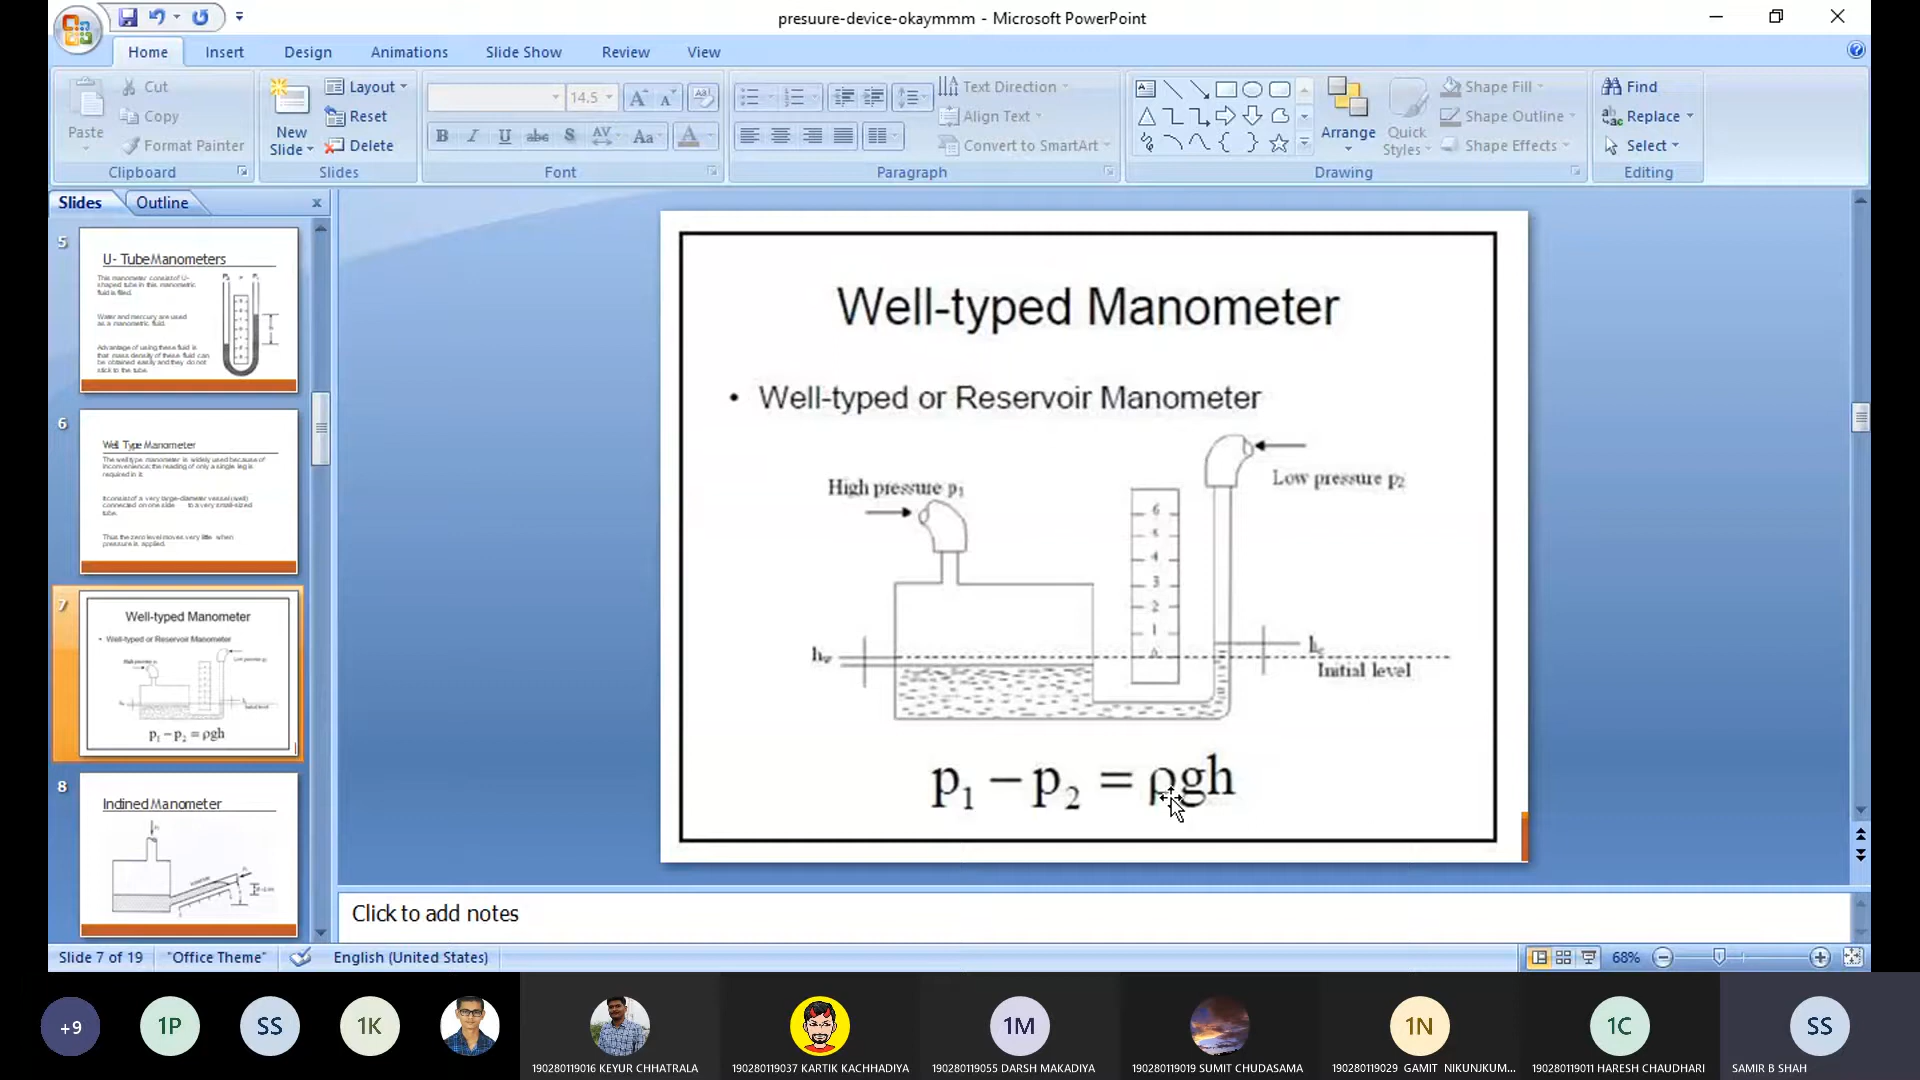 presuure-device-okaymmm - Microsoft PowerPoint
Home Insert Design Animations Slide Show Review View
Paste
Cut
Copy
Format Painter
Clipboard
New Slide
Layout
Reset
Delete
Slides
14.5
B I U abc S AV Aa A
Font
Text Direction
Align Text
Convert to SmartArt
Paragraph
Arrange
Quick Styles
Shape Fill
Shape Outline
Shape Effects
Drawing
Find
Replace
Select
Editing
Slides Outline
5
U- TubeManometers
This manometer consist of U-
shaped tube in this manometric
fluid is filled.
Water and mercury are used
as a manometric fluid.
Advantage of using these fluid is
that mass density of these fluid can
be obtained easily and they do not
stick to the tube.
6
Well Type Manometer
The well type manometer is widely used because of
inconvenience; the reading of only a single leg is
required in it.
It consist of a very large-diameter vessel (well)
connected on one side to a very small-sized
tube.
Thus the zero level moves very little when
pressure is applied.
7
Well-typed Manometer
• Well-typed or Reservoir Manometer
p1 − p2 = ρgh
8
Inclined Manometer
Well-typed Manometer
• Well-typed or Reservoir Manometer
High pressure p1
Low pressure p2
6
5
4
3
2
1
0
hw
hc
Initial level
p1 − p2 = ρgh
Click to add notes
Slide 7 of 19 "Office Theme" English (United States) 68%
+9 1P SS 1K 1M 1N 1C SS
190280119016 KEYUR CHHATRALA 190280119037 KARTIK KACHHADIYA 190280119055 DARSH MAKADIYA 190280119019 SUMIT CHUDASAMA 190280119029 GAMIT NIKUNJKUM... 190280119011 HARESH CHAUDHARI SAMIR B SHAH